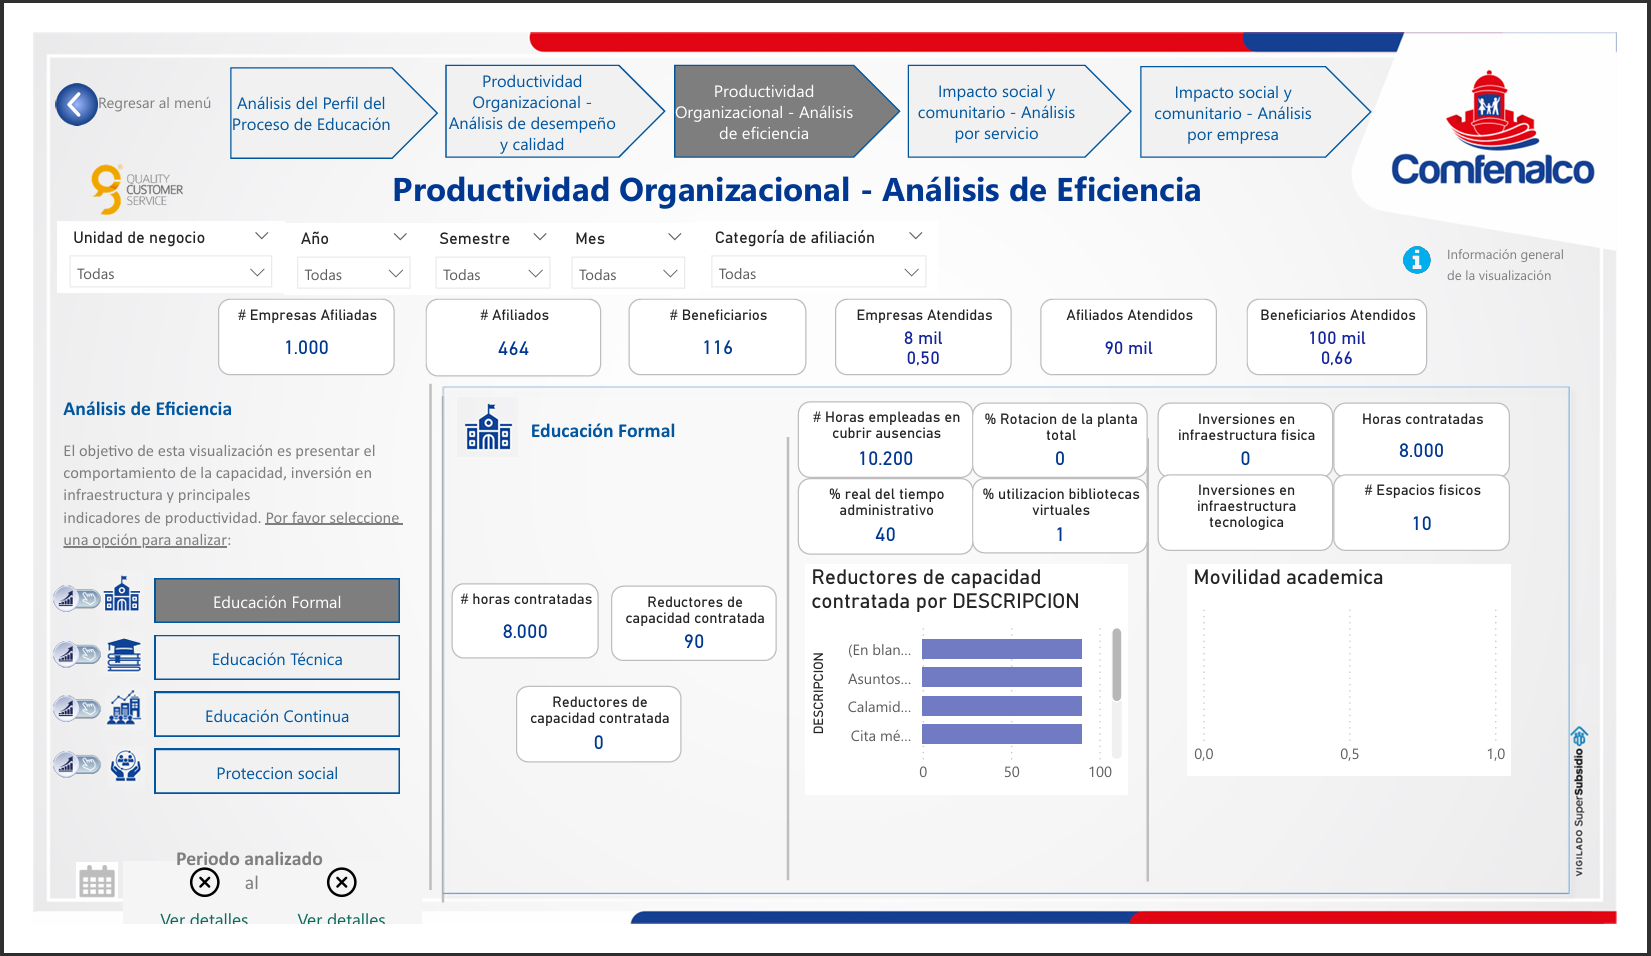 Regresar al menú
Análisis del Perfil del
Proceso de Educación
Productividad
Organizacional -
Análisis de desempeño
y calidad
Productividad
Organizacional - Análisis
de eficiencia
Impacto social y
comunitario - Análisis
por servicio
Impacto social y
comunitario - Análisis
por empresa
Comfenalco
QUALITY
CUSTOMER
SERVICE
Productividad Organizacional - Análisis de Eficiencia
Unidad de negocio
Todas
Año
Todas
Semestre
Todas
Mes
Todas
Categoría de afiliación
Todas
Información general
de la visualización
# Empresas Afiliadas
1.000
# Afiliados
464
# Beneficiarios
116
Empresas Atendidas
8 mil
0,50
Afiliados Atendidos
90 mil
Beneficiarios Atendidos
100 mil
0,66
Análisis de Eficiencia
El objetivo de esta visualización es presentar el
comportamiento de la capacidad, inversión en
infraestructura y principales
indicadores de productividad. Por favor seleccione
una opción para analizar:
Educación Formal
Educación Técnica
Educación Continua
Proteccion social
Periodo analizado
al
Ver detalles
Ver detalles
Educación Formal
# horas contratadas
8.000
Reductores de
capacidad contratada
90
Reductores de
capacidad contratada
0
# Horas empleadas en
cubrir ausencias
10.200
% Rotacion de la planta
total
0
% real del tiempo
administrativo
40
% utilizacion bibliotecas
virtuales
1
Inversiones en
infraestructura fisica
0
Horas contratadas
8.000
Inversiones en
infraestructura
tecnologica
# Espacios fisicos
10
Reductores de capacidad
contratada por DESCRIPCION
DESCRIPCION
(En blan...
Asuntos...
Calamid...
Cita mé...
0
50
100
Movilidad academica
0,0
0,5
1,0
VIGILADO SuperSubsidio